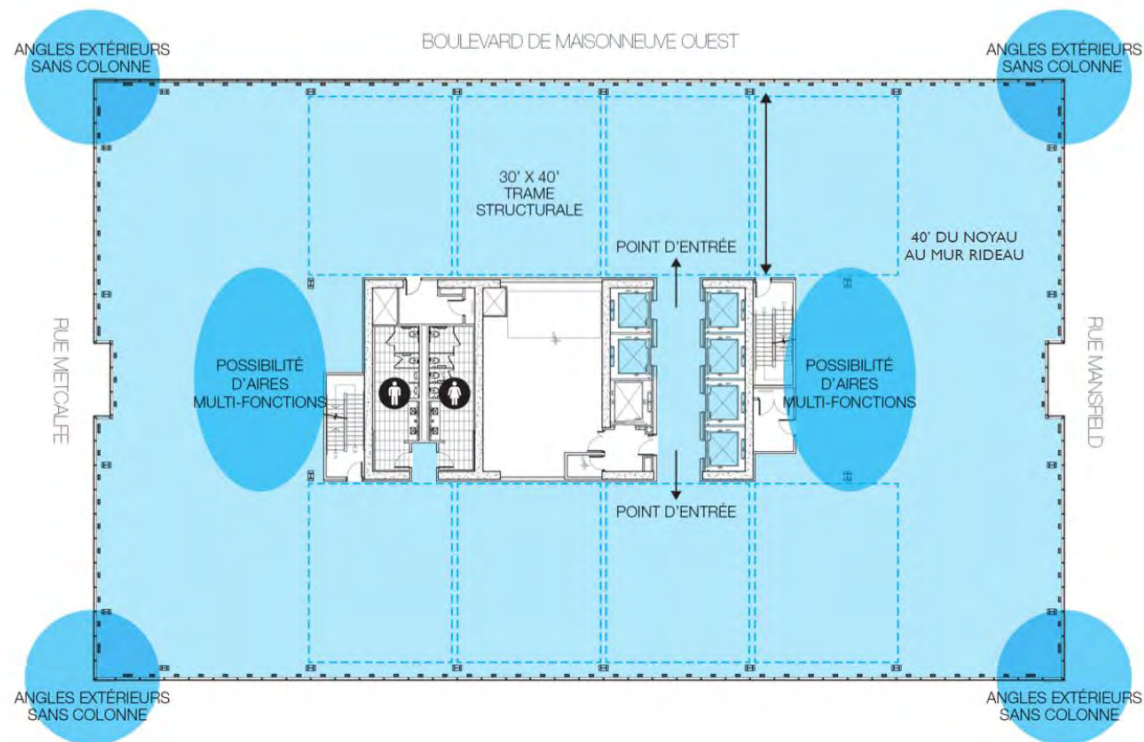 BOULEVARD DE MAISONNEUVE OUEST
ANGLES EXTÉRIEURS
SANS COLONNE
ANGLES EXTÉRIEURS
SANS COLONNE
30' X 40'
TRAME
STRUCTURALE
POINT D'ENTRÉE
40' DU NOYAU
AU MUR RIDEAU
RUE METCALFE
POSSIBILITÉ
D'AIRES
MULTI-FONCTIONS
POSSIBILITÉ
D'AIRES
MULTI-FONCTIONS
RUE MANSFIELD
POINT D'ENTRÉE
ANGLES EXTÉRIEURS
SANS COLONNE
ANGLES EXTÉRIEURS
SANS COLONNE